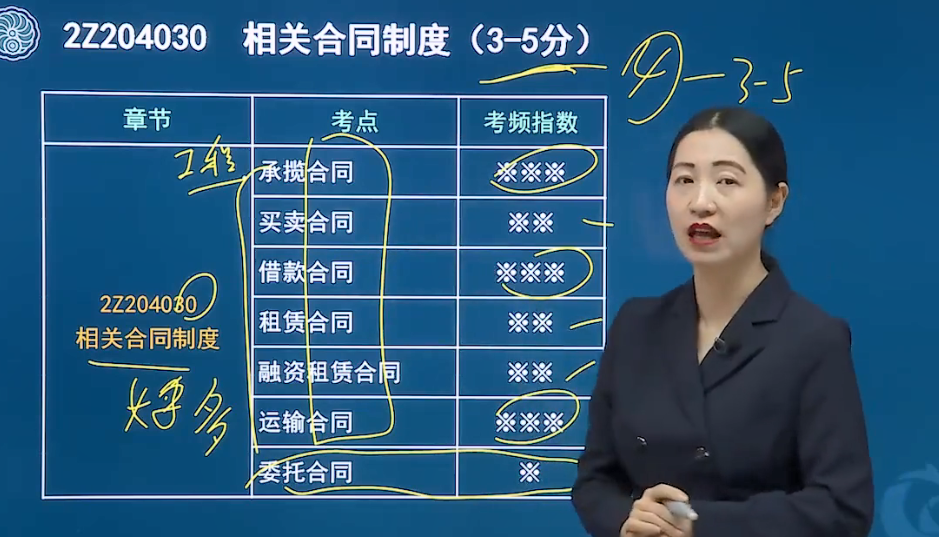 2Z204030 相关合同制度（3-5分）
④—3-5
章节 考点 考频指数
工程 承揽合同 ※※※
买卖合同 ※※
借款合同 ※※※
2Z204030
相关合同制度
租赁合同 ※※
融资租赁合同 ※※
运输合同 ※※※
多
委托合同 ※